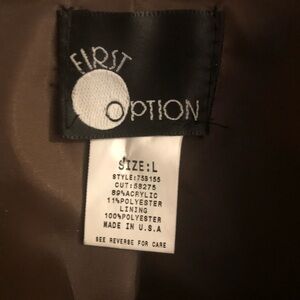 FIRST
OPTION
SIZE:L
STYLE:755155
CUT:58275
89%ACRYLIC
11%POLYESTER
LINING
100%POLYESTER
MADE IN U.S.A
SEE REVERSE FOR CARE